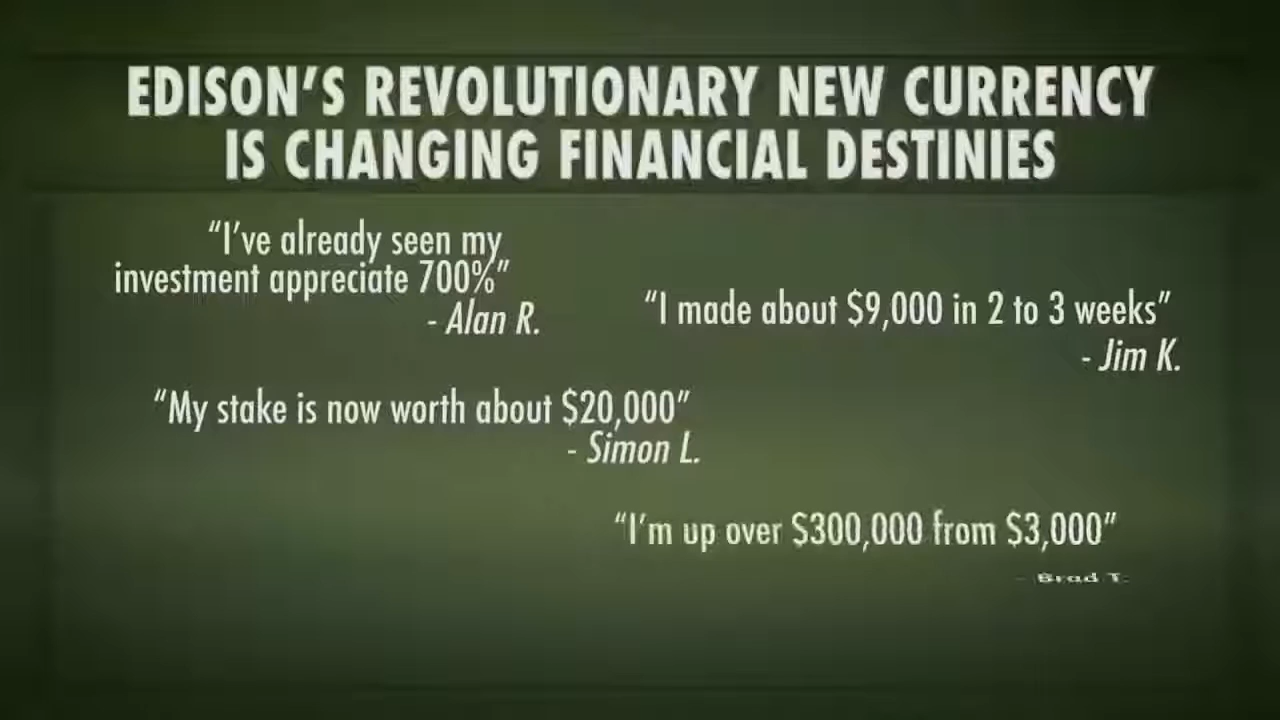 EDISON’S REVOLUTIONARY NEW CURRENCY
IS CHANGING FINANCIAL DESTINIES
“I’ve already seen my
investment appreciate 700%”
- Alan R.
“I made about $9,000 in 2 to 3 weeks”
- Jim K.
“My stake is now worth about $20,000”
- Simon L.
“I’m up over $300,000 from $3,000”
- Brad T.